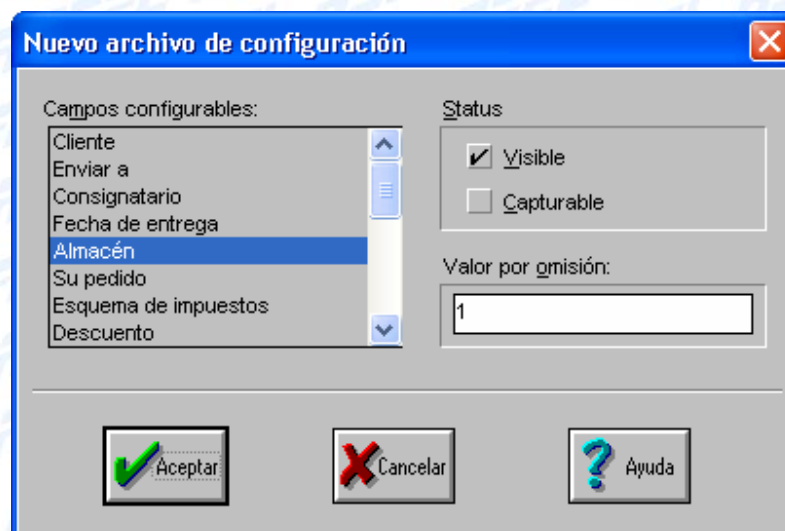 Nuevo archivo de configuración
Campos configurables:
Cliente
Enviar a
Consignatario
Fecha de entrega
Almacén
Su pedido
Esquema de impuestos
Descuento
Status
Visible
Capturable
Valor por omisión:
1
Aceptar
Cancelar
Ayuda